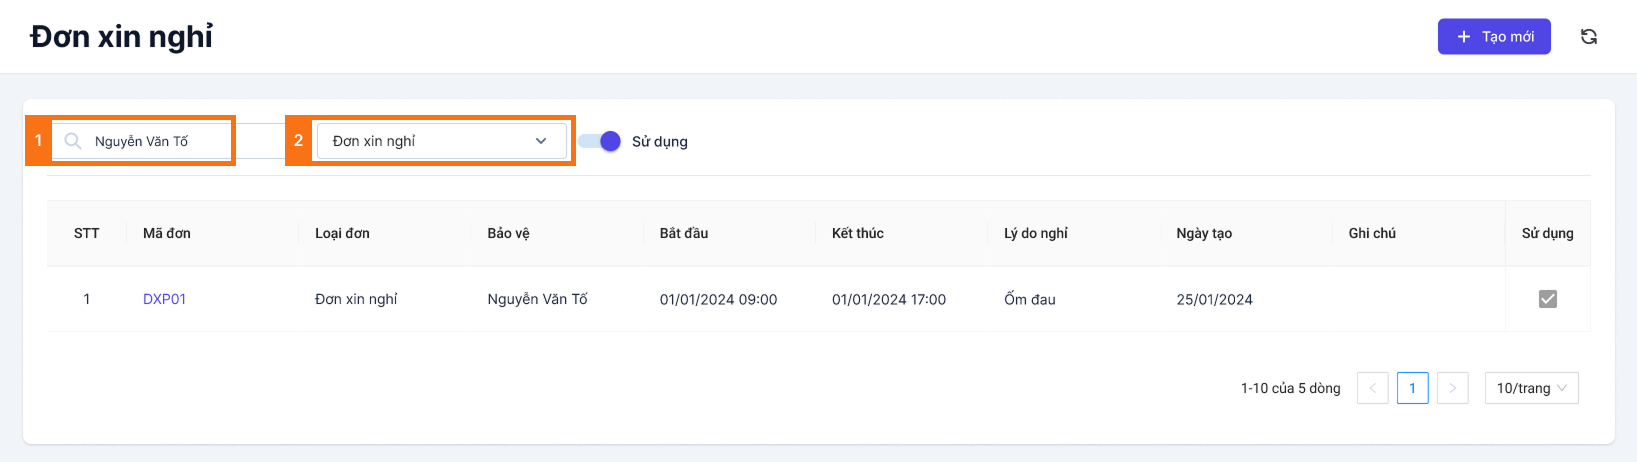 Đơn xin nghỉ
Tạo mới
1 Nguyễn Văn Tố 2 Đơn xin nghỉ Sử dụng
STT Mã đơn Loại đơn Bảo vệ Bắt đầu Kết thúc Lý do nghỉ Ngày tạo Ghi chú Sử dụng
1 DXP01 Đơn xin nghỉ Nguyễn Văn Tố 01/01/2024 09:00 01/01/2024 17:00 Ốm đau 25/01/2024
1-10 của 5 dòng 1 10/trang